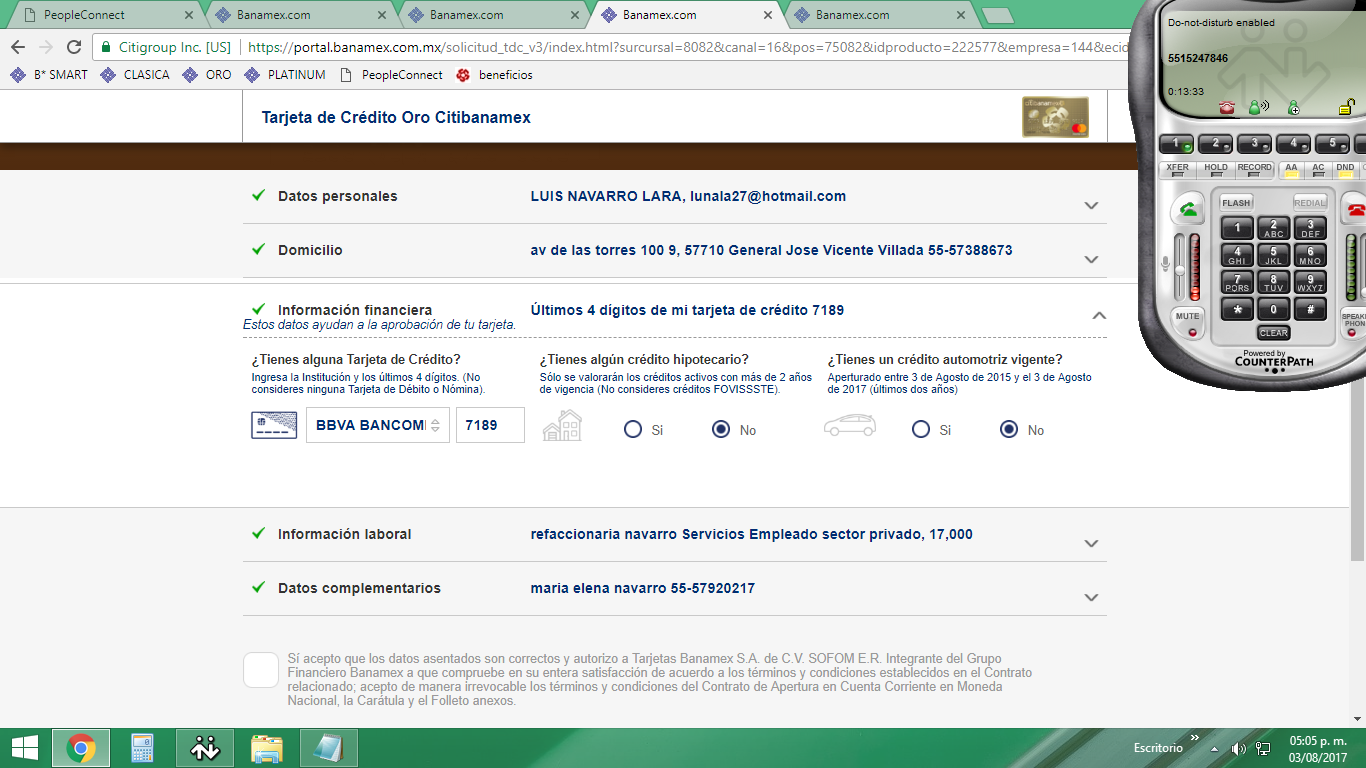 PeopleConnect
Banamex.com
Banamex.com
Banamex.com
Banamex.com
Citigroup Inc. [US]
https://portal.banamex.com.mx/solicitud_tdc_v3/index.html?surcursal=8082&canal=16&pos=75082&idproducto=222577&empresa=144&ecid
B* SMART
CLASICA
ORO
PLATINUM
PeopleConnect
beneficios
Do-not-disturb enabled
5515247846
0:13:33
1 2 3 4 5
XFER HOLD RECORD AA AC DND
FLASH REDIAL
1 2 ABC 3 DEF
4 GHI 5 JKL 6 MNO
7 PQRS 8 TUV 9 WXYZ
* 0 #
MUTE
CLEAR
SPEAKER
PHON
Powered by
COUNTERPATH
Tarjeta de Crédito Oro Citibanamex
Datos personales
LUIS NAVARRO LARA, lunala27@hotmail.com
Domicilio
av de las torres 100 9, 57710 General Jose Vicente Villada 55-57388673
Información financiera
Últimos 4 dígitos de mi tarjeta de crédito 7189
Estos datos ayudan a la aprobación de tu tarjeta.
¿Tienes alguna Tarjeta de Crédito?
Ingresa la Institución y los últimos 4 dígitos. (No
consideres ninguna Tarjeta de Débito o Nómina).
BBVA BANCOM
7189
¿Tienes algún crédito hipotecario?
Sólo se valorarán los créditos activos con más de 2 años
de vigencia (No consideres créditos FOVISSSTE).
Si
No
¿Tienes un crédito automotriz vigente?
Aperturado entre 3 de Agosto de 2015 y el 3 de Agosto
de 2017 (últimos dos años)
Si
No
Información laboral
refaccionaria navarro Servicios Empleado sector privado, 17,000
Datos complementarios
maria elena navarro 55-57920217
Sí acepto que los datos asentados son correctos y autorizo a Tarjetas Banamex S.A. de C.V. SOFOM E.R. Integrante del Grupo
Financiero Banamex a que compruebe en su entera satisfacción de acuerdo a los términos y condiciones establecidos en el Contrato
relacionado; acepto de manera irrevocable los términos y condiciones del Contrato de Apertura en Cuenta Corriente en Moneda
Nacional, la Carátula y el Folleto anexos.
Escritorio
05:05 p. m.
03/08/2017